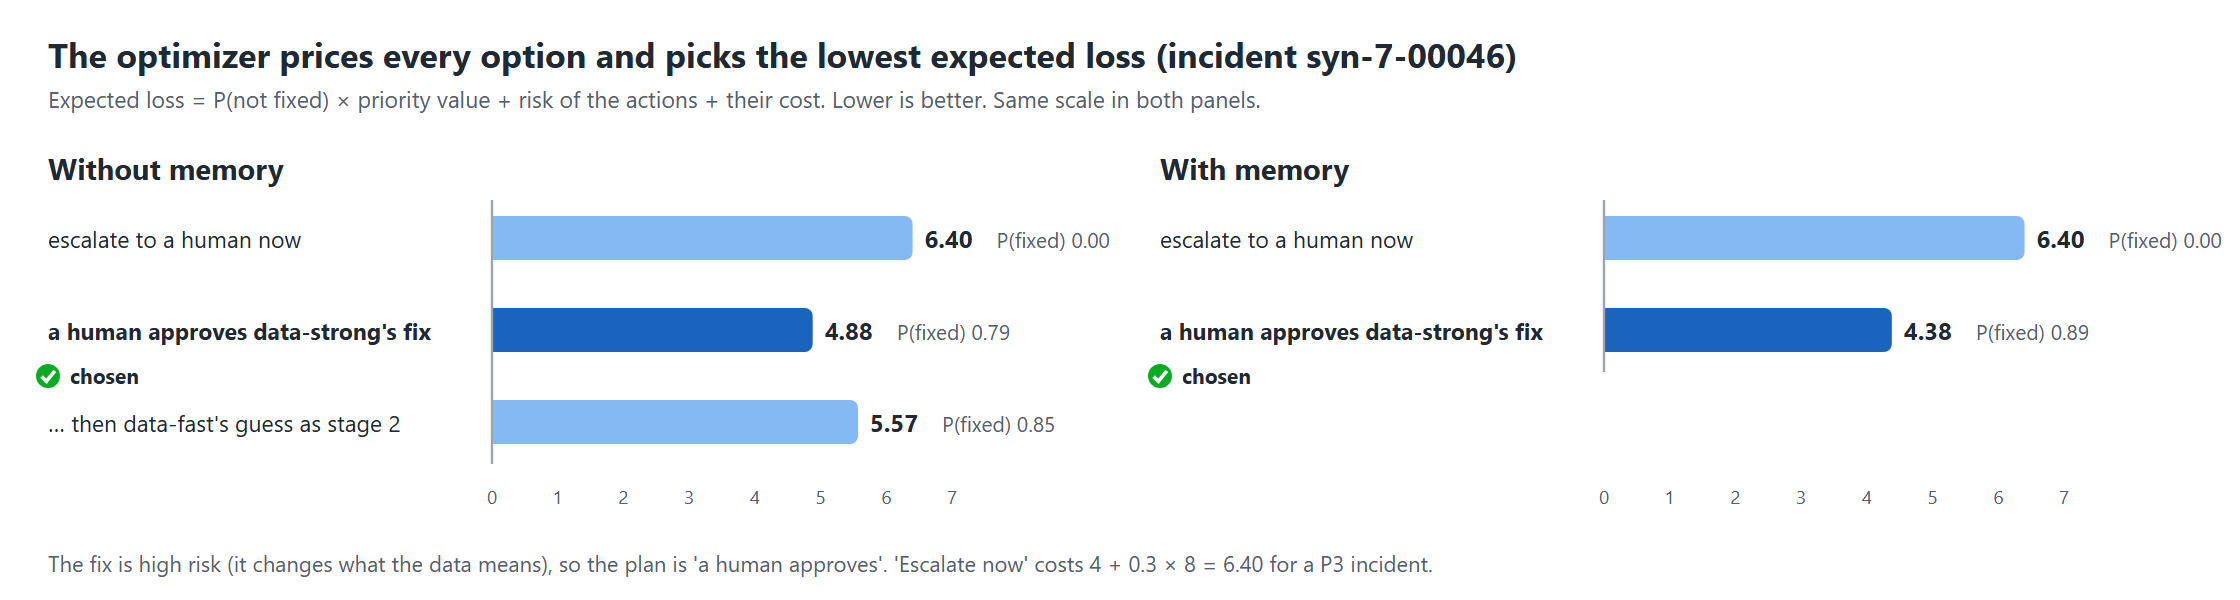 The optimizer prices every option and picks the lowest expected loss (incident syn-7-00046)
Expected loss = P(not fixed) × priority value + risk of the actions + their cost. Lower is better. Same scale in both panels.
Without memory
escalate to a human now
6.40 P(fixed) 0.00
a human approves data-strong's fix
4.88 P(fixed) 0.79
chosen
... then data-fast's guess as stage 2
5.57 P(fixed) 0.85
0 1 2 3 4 5 6 7
With memory
escalate to a human now
6.40 P(fixed) 0.00
a human approves data-strong's fix
4.38 P(fixed) 0.89
chosen
0 1 2 3 4 5 6 7
The fix is high risk (it changes what the data means), so the plan is 'a human approves'. 'Escalate now' costs 4 + 0.3 × 8 = 6.40 for a P3 incident.